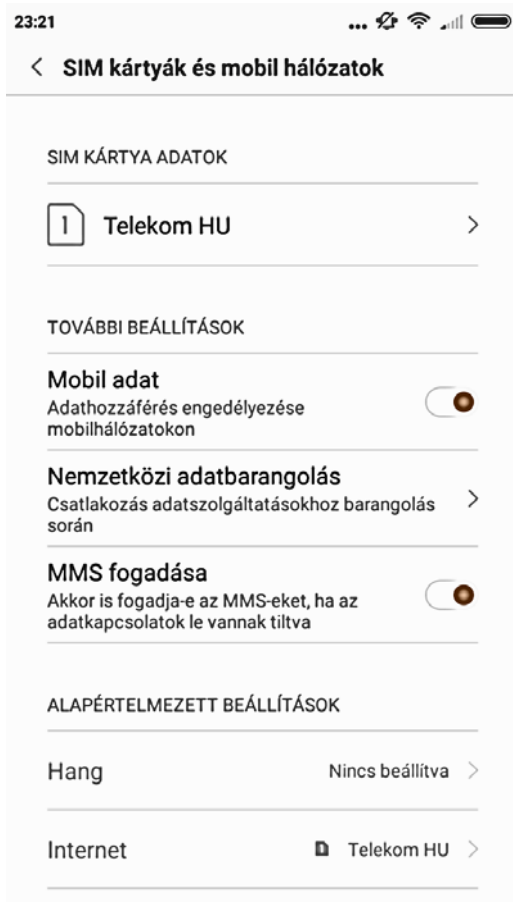 23:21
SIM kártyák és mobil hálózatok
SIM KÁRTYA ADATOK
1 Telekom HU
TOVÁBBI BEÁLLÍTÁSOK
Mobil adat
Adathozzáférés engedélyezése
mobilhálózatokon
Nemzetközi adatbarangolás
Csatlakozás adatszolgáltatásokhoz barangolás
során
MMS fogadása
Akkor is fogadja-e az MMS-eket, ha az
adatkapcsolatok le vannak tiltva
ALAPÉRTELMEZETT BEÁLLÍTÁSOK
Hang Nincs beállítva
Internet Telekom HU